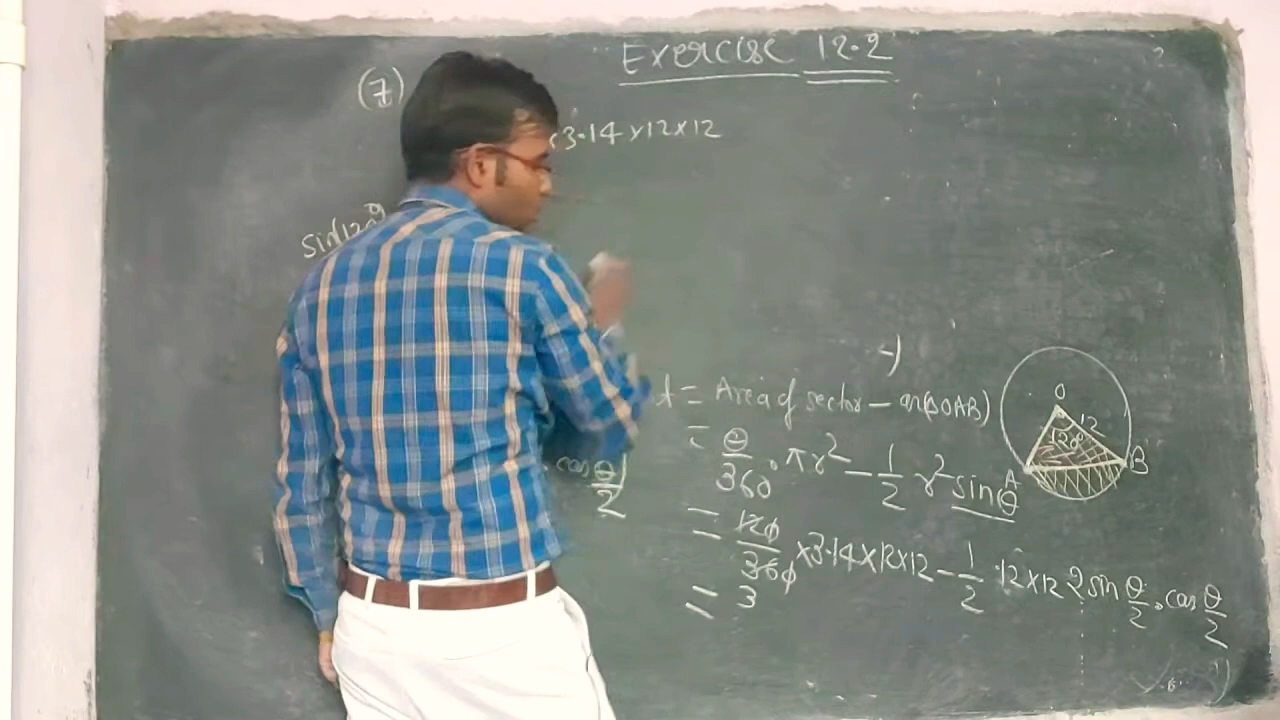 Exercise 12.2
(7)
×3.14×12×12
sin120°
t = Area of sector - ar(ΔOAB)
= θ/360 . πr² - 1/2 r² sinθ
cos θ/2
= 120/360 ×3.14×12×12 - 1/2 .12×12 2 sin θ/2 . cos θ/2
= 3
O
12
120°
A
B